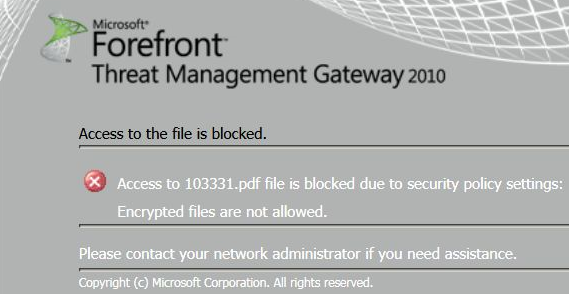 Microsoft®
Forefront™
Threat Management Gateway 2010
Access to the file is blocked.
Access to 103331.pdf file is blocked due to security policy settings:
Encrypted files are not allowed.
Please contact your network administrator if you need assistance.
Copyright (c) Microsoft Corporation. All rights reserved.